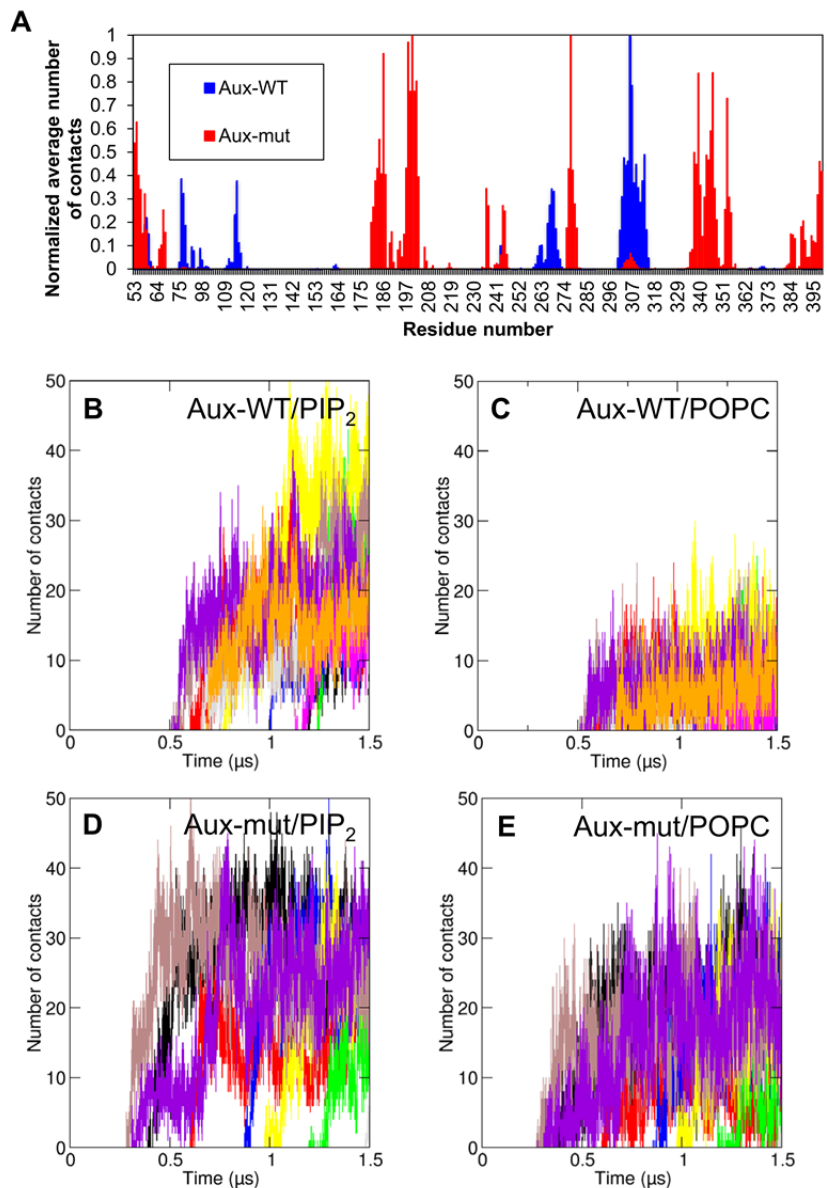 A
Normalized average number
of contacts
1
0.9
0.8
0.7
0.6
0.5
0.4
0.3
0.2
0.1
0
Aux-WT
Aux-mut
53 64 75 98 109 120 131 142 153 164 175 186 197 208 219 230 241 252 263 274 285 296 307 318 329 340 351 362 373 384 395
Residue number
B
Aux-WT/PIP2
Number of contacts
50
40
30
20
10
0
0 0.5 1 1.5
Time (μs)
C
Aux-WT/POPC
Number of contacts
50
40
30
20
10
0
0 0.5 1 1.5
Time (μs)
D
Aux-mut/PIP2
Number of contacts
50
40
30
20
10
0
0 0.5 1 1.5
Time (μs)
E
Aux-mut/POPC
Number of contacts
50
40
30
20
10
0
0 0.5 1 1.5
Time (μs)